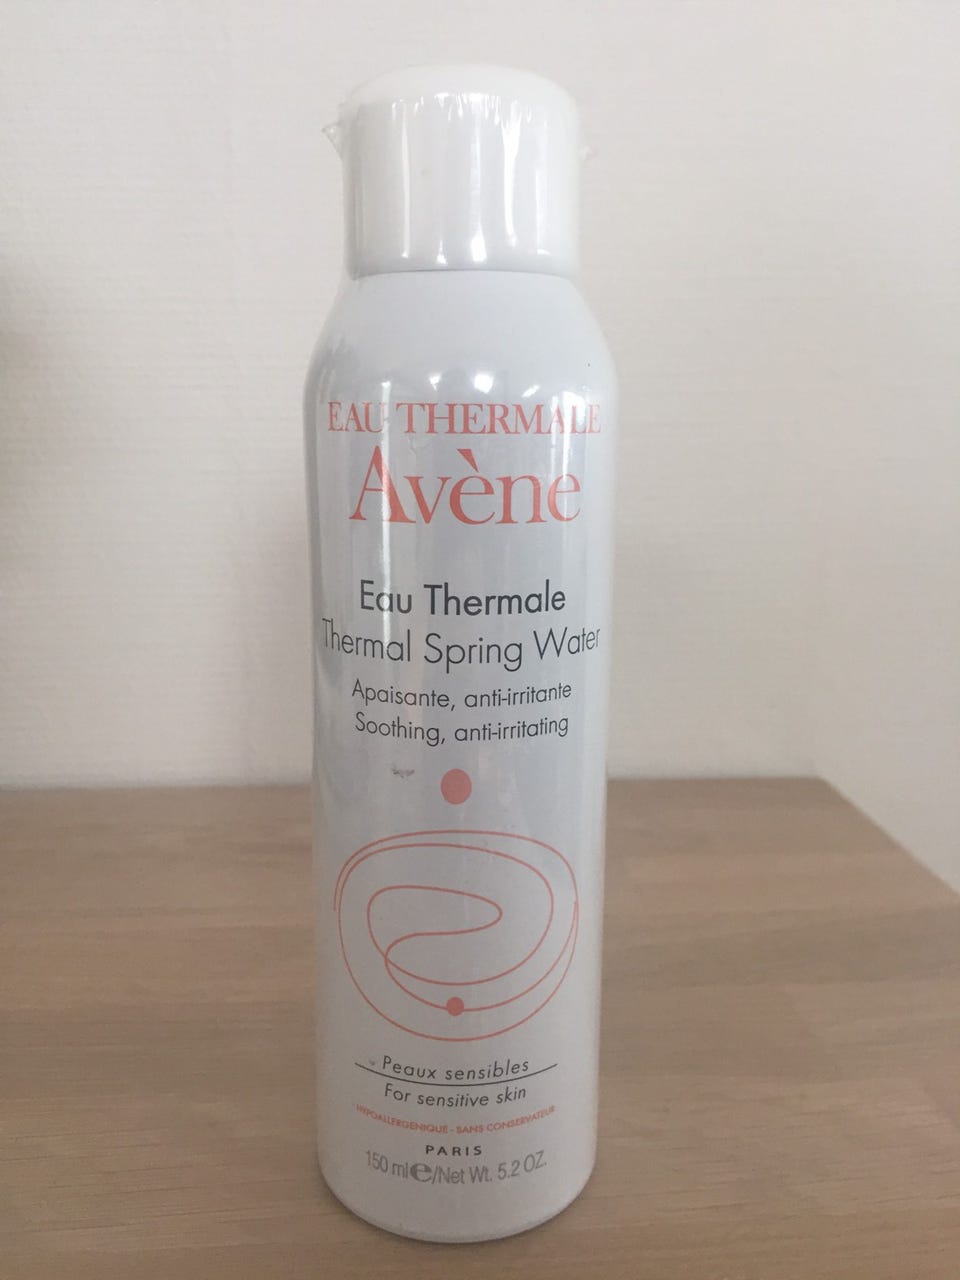 EAU THERMALE
Avène
Eau Thermale
Thermal Spring Water
Apaisante, anti-irritante
Soothing, anti-irritating
Peaux sensibles
For sensitive skin
HYPOALLERGÉNIQUE - SANS CONSERVATEUR
PARIS
150 ml ℮/Net Wt. 5.2 OZ.